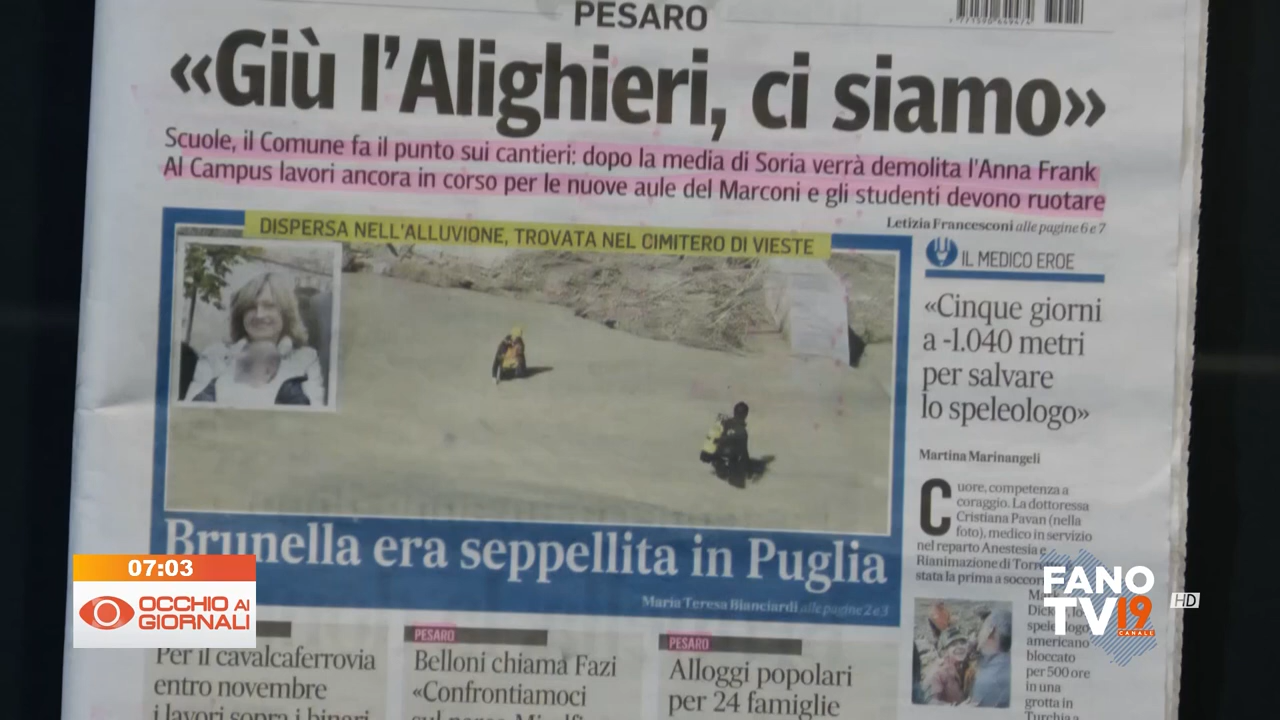 PESARO
«Giù l'Alighieri, ci siamo»
Scuole, il Comune fa il punto sui cantieri: dopo la media di Soria verrà demolita l'Anna Frank
Al Campus lavori ancora in corso per le nuove aule del Marconi e gli studenti devono ruotare
Letizia Francesconi alle pagine 6 e 7
DISPERSA NELL'ALLUVIONE, TROVATA NEL CIMITERO DI VIESTE
Brunella era seppellita in Puglia
Maria Teresa Bianciardi alle pagine 2 e 3
IL MEDICO EROE
«Cinque giorni
a -1.040 metri
per salvare
lo speleologo»
Martina Marinangeli
Cuore, competenza a
coraggio. La dottoressa
Cristiana Pavan (nella
foto), medico in servizio
nel reparto Anestesia e
Rianimazione di
stata la prima a
americano
bloccato
per 500 ore
in una
grotta in
Turchia a
Per il cavalcaferrovia
entro novembre
i lavori sopra i binari
PESARO
Belloni chiama Fazi
«Confrontiamoci
PESARO
Alloggi popolari
per 24 famiglie
07:03
OCCHIO AI
GIORNALI
FANO
TV19
CANALE
HD